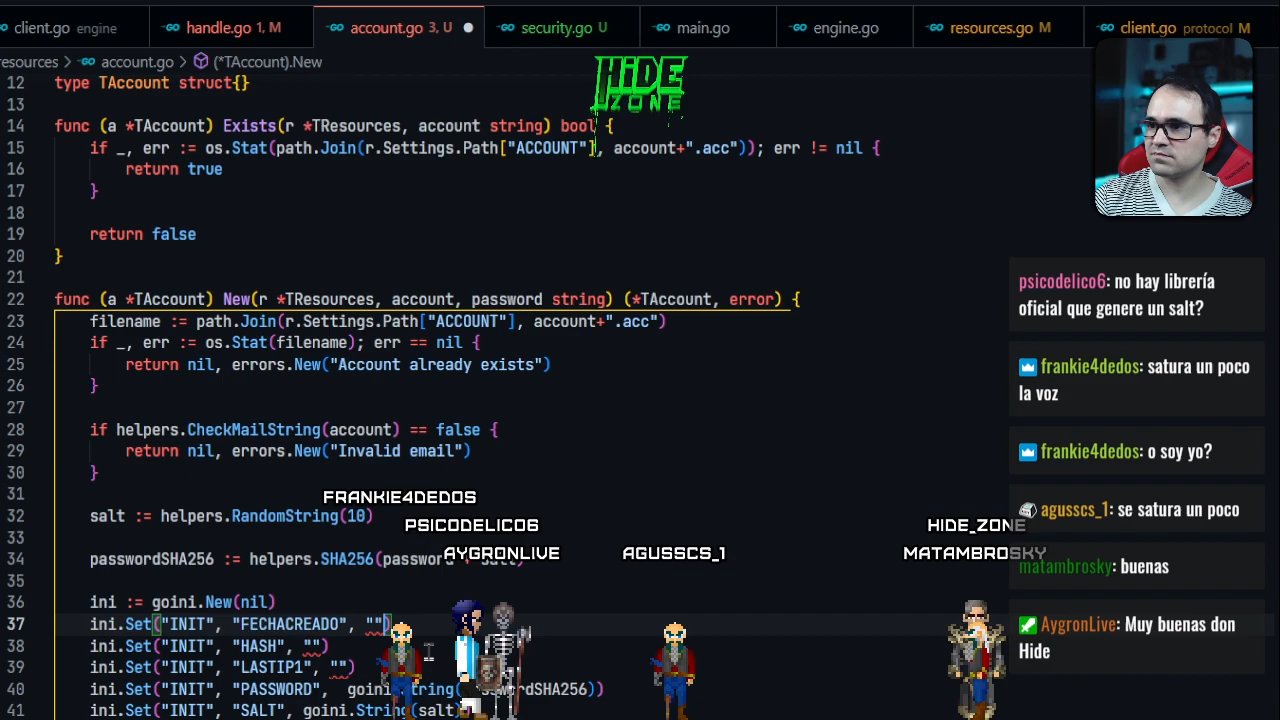 client.go engine
handle.go 1, M
account.go 3, U
security.go U
main.go
engine.go
resources.go M
client.go protocol M
resources > account.go > (*TAccount).New
HIDE
ZONE
12 type TAccount struct{}
13
14 func (a *TAccount) Exists(r *TResources, account string) bool {
15 if _, err := os.Stat(path.Join(r.Settings.Path["ACCOUNT"], account+".acc")); err != nil {
16 return true
17 }
18
19 return false
20 }
21
22 func (a *TAccount) New(r *TResources, account, password string) (*TAccount, error) {
23 filename := path.Join(r.Settings.Path["ACCOUNT"], account+".acc")
24 if _, err := os.Stat(filename); err == nil {
25 return nil, errors.New("Account already exists")
26 }
27
28 if helpers.CheckMailString(account) == false {
29 return nil, errors.New("Invalid email")
30 }
31
32 salt := helpers.RandomString(10)
33
34 passwordSHA256 := helpers.SHA256(password + salt)
35
36 ini := goini.New(nil)
37 ini.Set("INIT", "FECHACREADO", "")
38 ini.Set("INIT", "HASH", "")
39 ini.Set("INIT", "LASTIP1", "")
40 ini.Set("INIT", "PASSWORD", goini.String(passwordSHA256))
41 ini.Set("INIT", "SALT", goini.String(salt)
FRANKIE4DEDOS
PSICODELICO6
AYGRONLIVE
AGUSSCS_1
HIDE_ZONE
MATAMBROSKY
psicodelico6: no hay librería
oficial que genere un salt?
frankie4dedos: satura un poco
la voz
frankie4dedos: o soy yo?
agusscs_1: se satura un poco
matambrosky: buenas
AygronLive: Muy buenas don
Hide